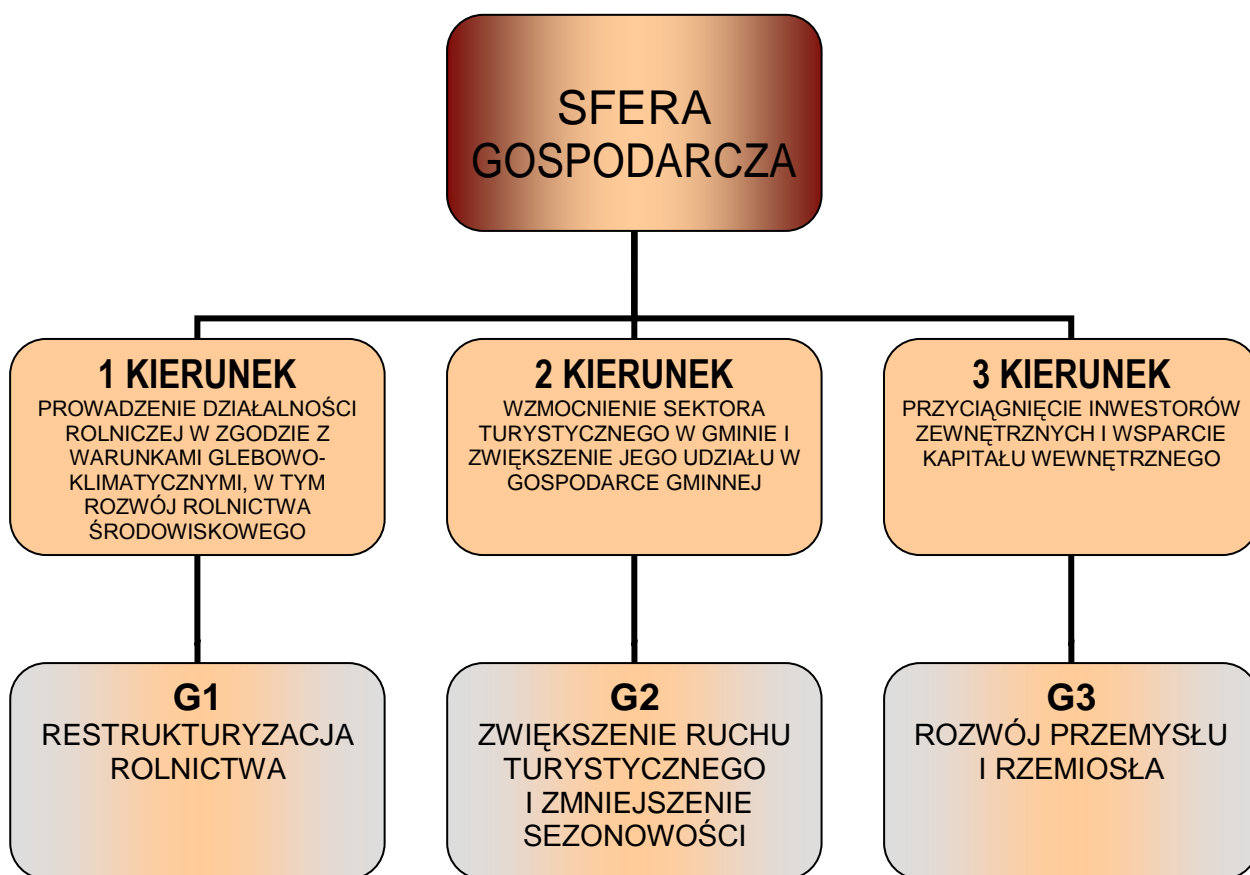 SFERA
GOSPODARCZA
1 KIERUNEK
PROWADZENIE DZIAŁALNOŚCI
ROLNICZEJ W ZGODZIE Z
WARUNKAMI GLEBOWO-
KLIMATYCZNYMI, W TYM
ROZWÓJ ROLNICTWA
ŚRODOWISKOWEGO
2 KIERUNEK
WZMOCNIENIE SEKTORA
TURYSTYCZNEGO W GMINIE I
ZWIĘKSZENIE JEGO UDZIAŁU W
GOSPODARCE GMINNEJ
3 KIERUNEK
PRZYCIĄGNIĘCIE INWESTORÓW
ZEWNĘTRZNYCH I WSPARCIE
KAPITAŁU WEWNĘTRZNEGO
G1
RESTRUKTURYZACJA
ROLNICTWA
G2
ZWIĘKSZENIE RUCHU
TURYSTYCZNEGO
I ZMNIEJSZENIE
SEZONOWOŚCI
G3
ROZWÓJ PRZEMYSŁU
I RZEMIOSŁA